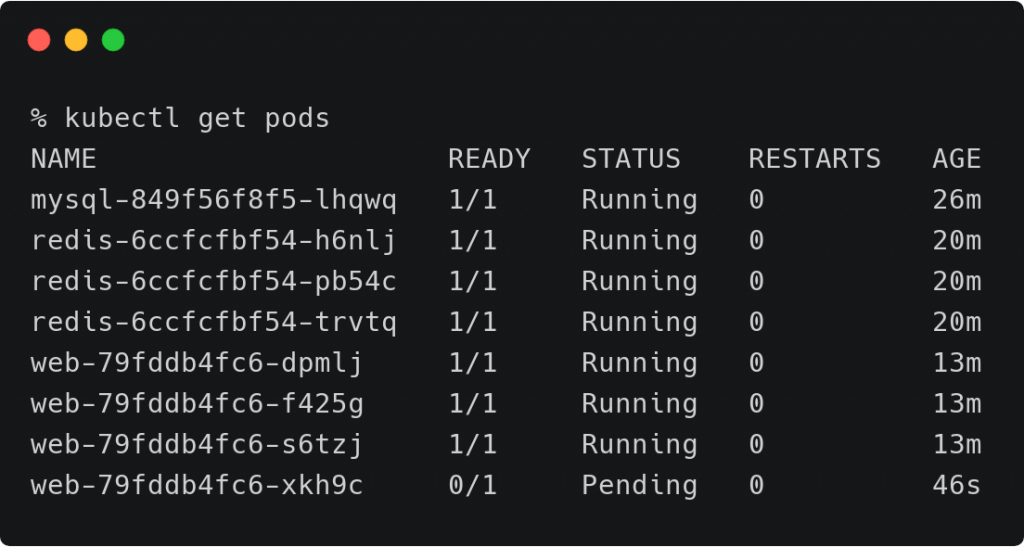 % kubectl get pods
NAME READY STATUS RESTARTS AGE
mysql-849f56f8f5-lhqwq 1/1 Running 0 26m
redis-6ccfcfbf54-h6nlj 1/1 Running 0 20m
redis-6ccfcfbf54-pb54c 1/1 Running 0 20m
redis-6ccfcfbf54-trvtq 1/1 Running 0 20m
web-79fddb4fc6-dpmlj 1/1 Running 0 13m
web-79fddb4fc6-f425g 1/1 Running 0 13m
web-79fddb4fc6-s6tzj 1/1 Running 0 13m
web-79fddb4fc6-xkh9c 0/1 Pending 0 46s